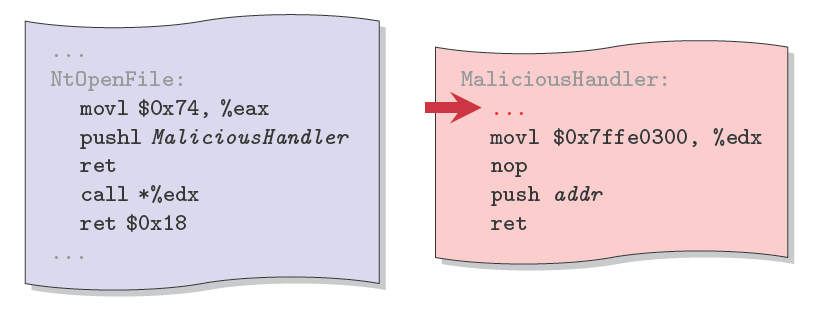 ...
NtOpenFile:
movl $0x74, %eax
pushl MaliciousHandler
ret
call *%edx
ret $0x18
...
MaliciousHandler:
...
movl $0x7ffe0300, %edx
nop
push addr
ret